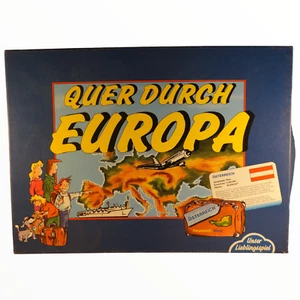 QUER DURCH
EUROPA
ÖSTERREICH
ÖSTERREICH
Unser
Lieblingsspiel